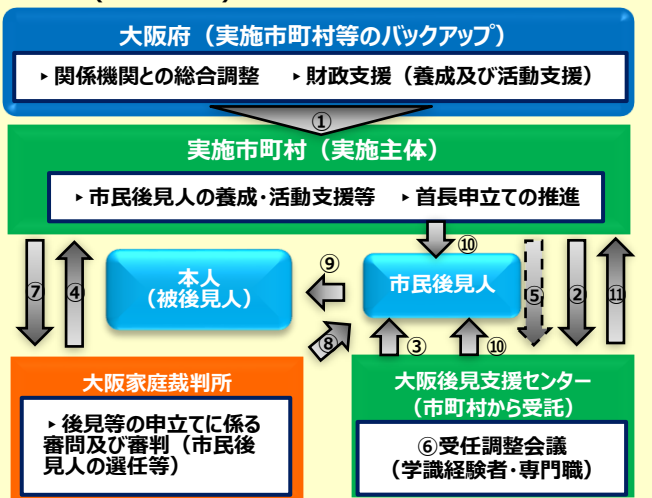 大阪府（実施市町村等のバックアップ）
▸関係機関との総合調整　▸財政支援（養成及び活動支援）
①
実施市町村（実施主体）
▸市民後見人の養成・活動支援等　▸首長申立ての推進
⑩
⑨
本人
（被後見人）
市民後見人
⑦ ④ ⑤ ② ⑪
⑧ ③ ⑩
大阪家庭裁判所
▸後見等の申立てに係る
審問及び審判（市民後
見人の選任等）
大阪後見支援センター
（市町村から受託）
⑥受任調整会議
（学識経験者・専門職）